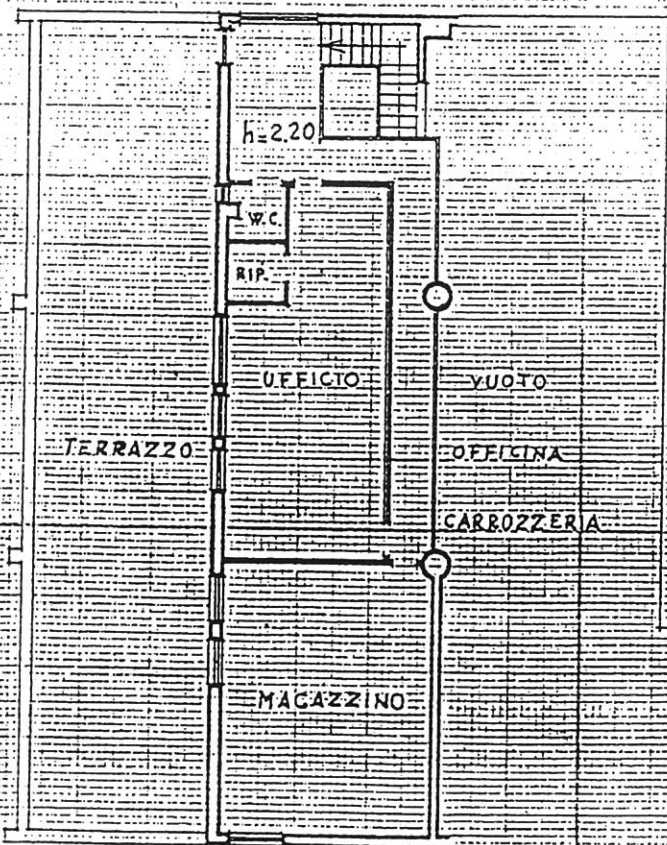 h=2.20
W.C.
RIP.
UFFICIO
VUOTO
TERRAZZO
OFFICINA
CARROZZERIA
MAGAZZINO